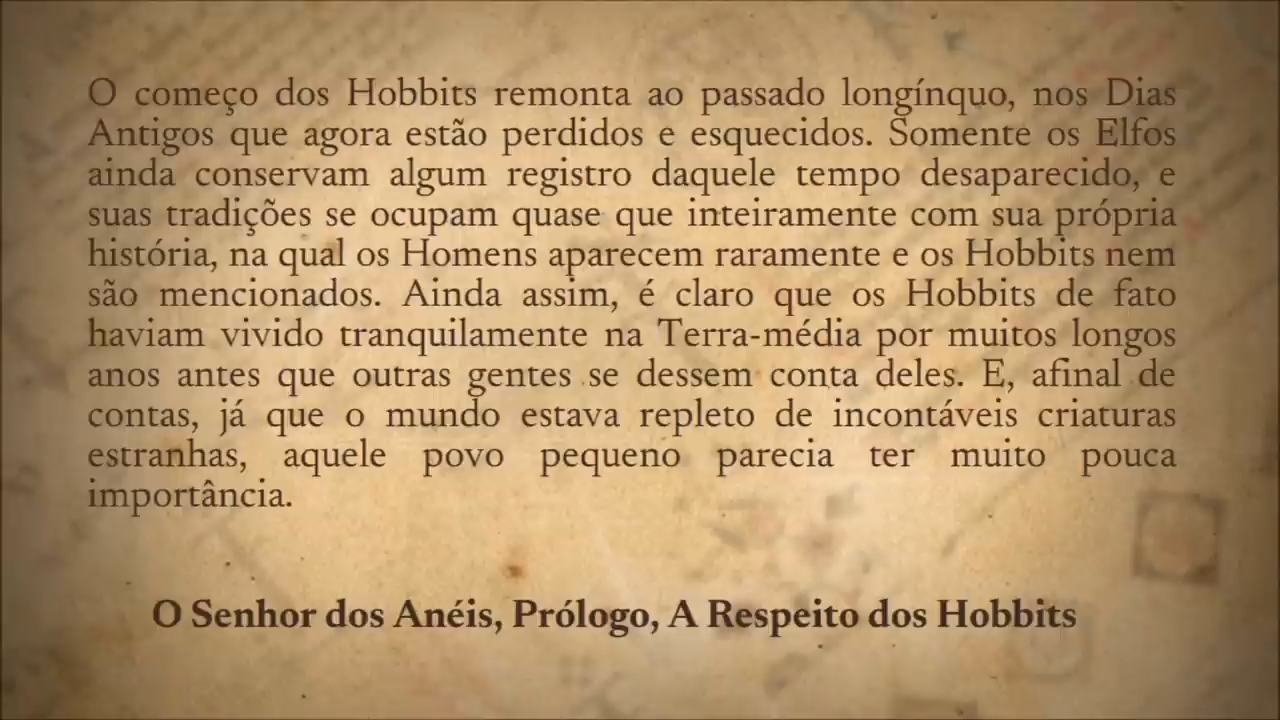 O começo dos Hobbits remonta ao passado longínquo, nos Dias
Antigos que agora estão perdidos e esquecidos. Somente os Elfos
ainda conservam algum registro daquele tempo desaparecido, e
suas tradições se ocupam quase que inteiramente com sua própria
história, na qual os Homens aparecem raramente e os Hobbits nem
são mencionados. Ainda assim, é claro que os Hobbits de fato
haviam vivido tranquilamente na Terra-média por muitos longos
anos antes que outras gentes se dessem conta deles. E, afinal de
contas, já que o mundo estava repleto de incontáveis criaturas
estranhas, aquele povo pequeno parecia ter muito pouca
importância.
O Senhor dos Anéis, Prólogo, A Respeito dos Hobbits